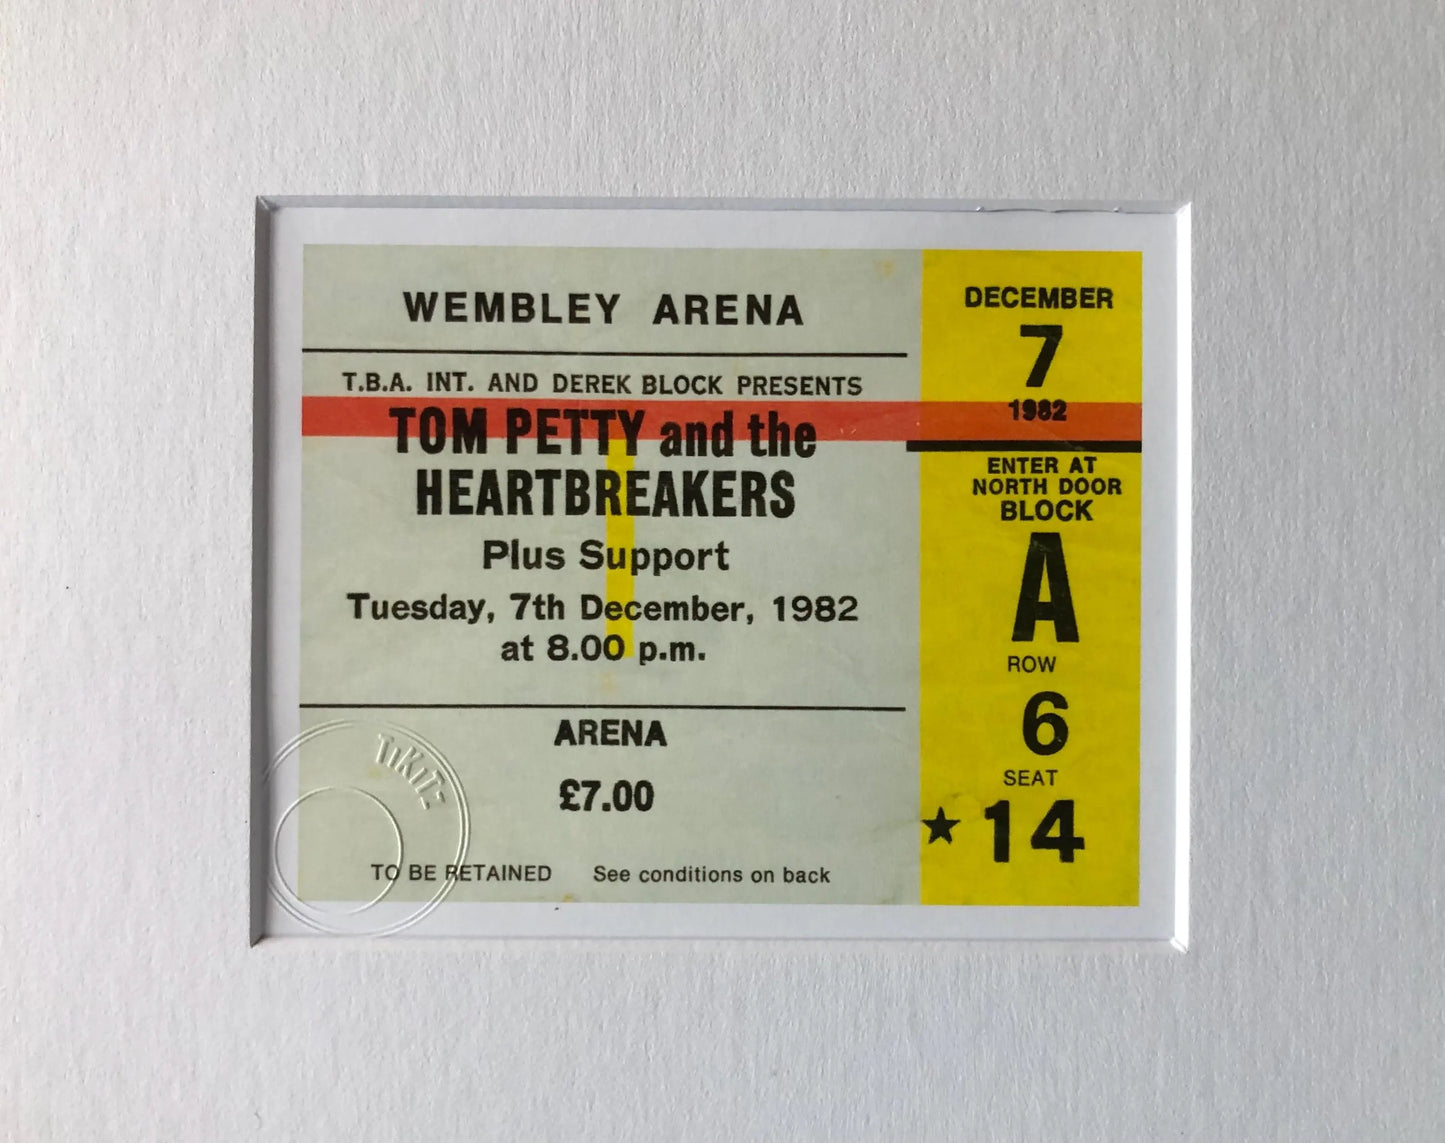 WEMBLEY ARENA
T.B.A. INT. AND DEREK BLOCK PRESENTS
TOM PETTY and the
HEARTBREAKERS
Plus Support
Tuesday, 7th December, 1982
at 8.00 p.m.
ARENA
£7.00
TO BE RETAINED See conditions on back
TiKiTz
DECEMBER
7
1982
ENTER AT
NORTH DOOR
BLOCK
A
ROW
6
SEAT
★ 14